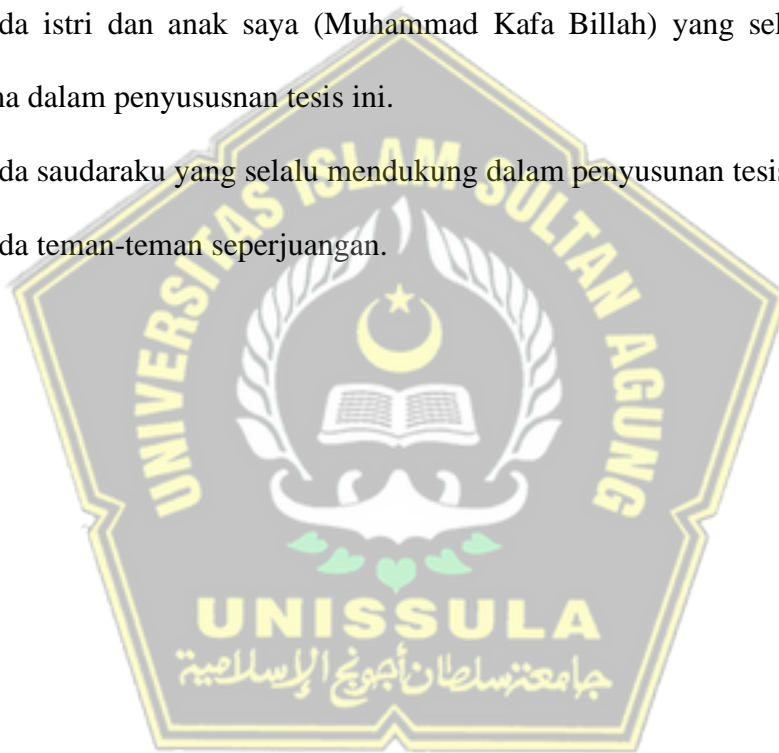 da istri dan anak saya (Muhammad Kafa Billah) yang sel
na dalam penyususnan tesis ini.
da saudaraku yang selalu mendukung dalam penyusunan tesis
da teman-teman seperjuangan.
UNIVERSITAS ISLAM SULTAN AGUNG
UNISSULA
جامعة سلطان أجونج الإسلامية